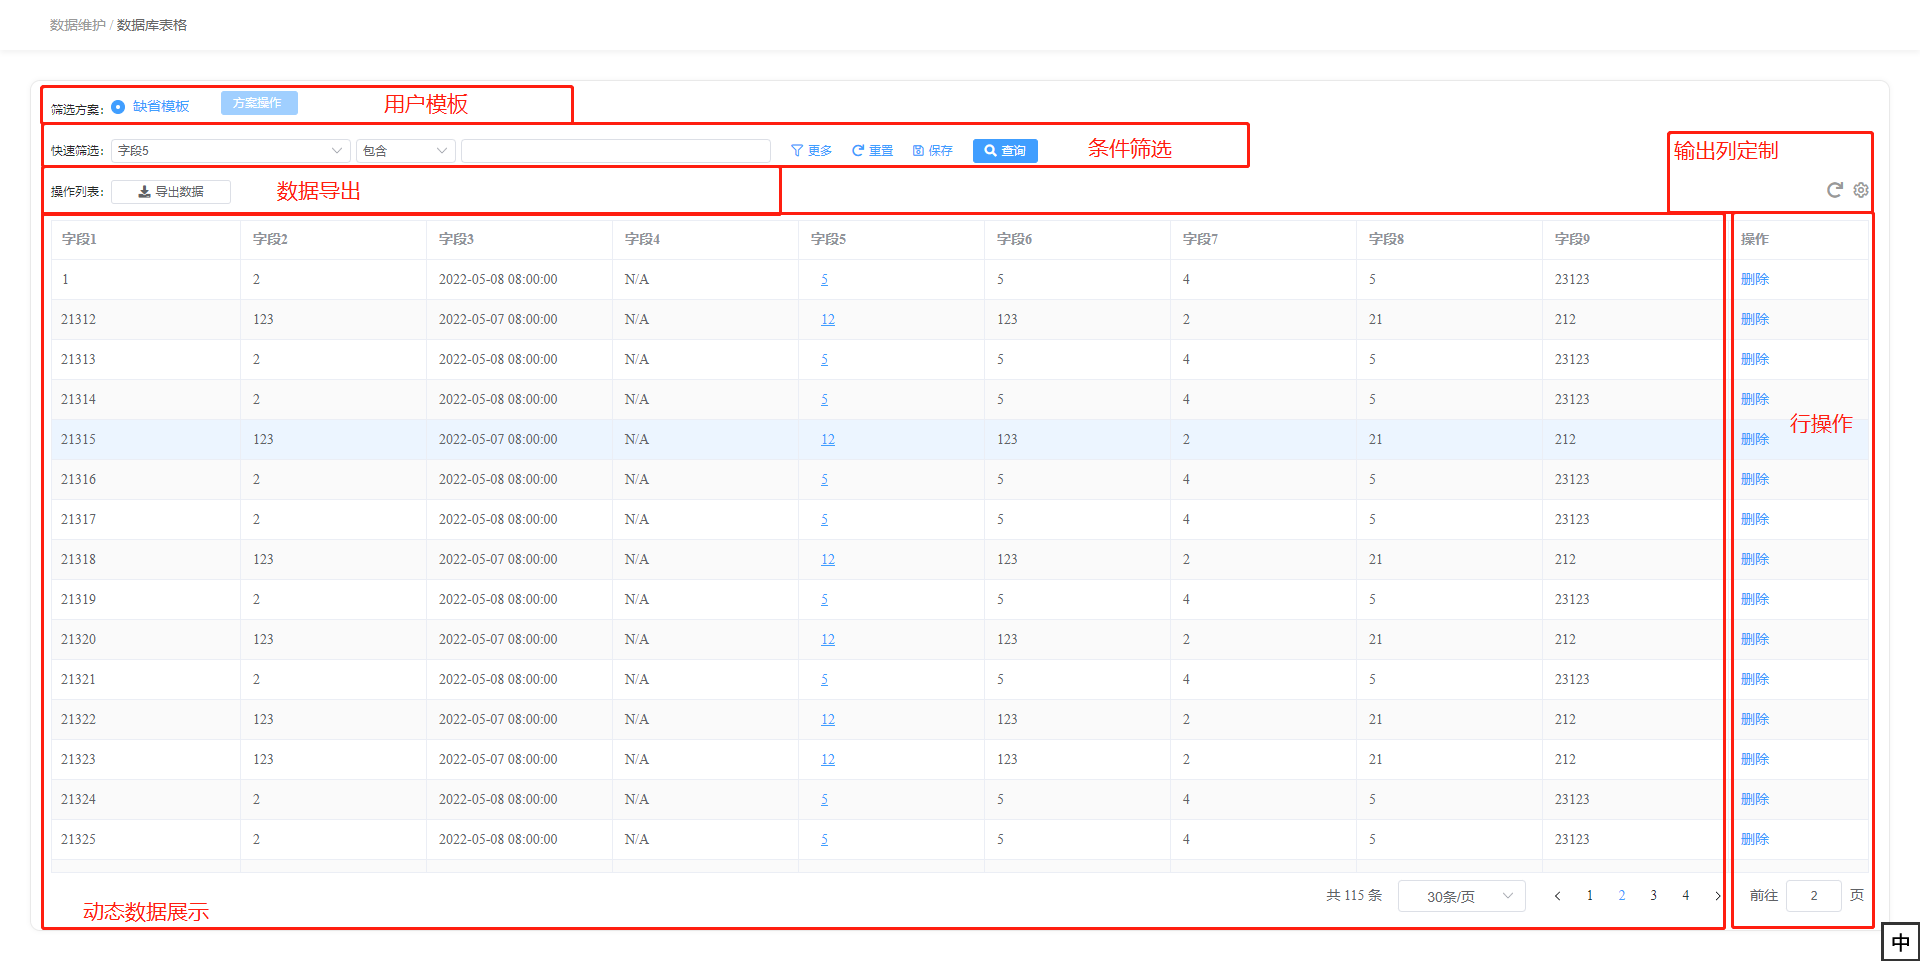 数据维护 / 数据库表格
筛选方案: 缺省模板 方案操作 用户模板
快速筛选: 字段5 包含 更多 重置 保存 查询 条件筛选
输出列定制
操作列表: 导出数据 数据导出
字段1 字段2 字段3 字段4 字段5 字段6 字段7 字段8 字段9 操作
1 2 2022-05-08 08:00:00 N/A 5 5 4 5 23123 删除
21312 123 2022-05-07 08:00:00 N/A 12 123 2 21 212 删除
21313 2 2022-05-08 08:00:00 N/A 5 5 4 5 23123 删除
21314 2 2022-05-08 08:00:00 N/A 5 5 4 5 23123 删除
行操作
21315 123 2022-05-07 08:00:00 N/A 12 123 2 21 212 删除
21316 2 2022-05-08 08:00:00 N/A 5 5 4 5 23123 删除
21317 2 2022-05-08 08:00:00 N/A 5 5 4 5 23123 删除
21318 123 2022-05-07 08:00:00 N/A 12 123 2 21 212 删除
21319 2 2022-05-08 08:00:00 N/A 5 5 4 5 23123 删除
21320 123 2022-05-07 08:00:00 N/A 12 123 2 21 212 删除
21321 2 2022-05-08 08:00:00 N/A 5 5 4 5 23123 删除
21322 123 2022-05-07 08:00:00 N/A 12 123 2 21 212 删除
21323 123 2022-05-07 08:00:00 N/A 12 123 2 21 212 删除
21324 2 2022-05-08 08:00:00 N/A 5 5 4 5 23123 删除
21325 2 2022-05-08 08:00:00 N/A 5 5 4 5 23123 删除
共 115 条 30条/页 1 2 3 4 前往 2 页
动态数据展示
中